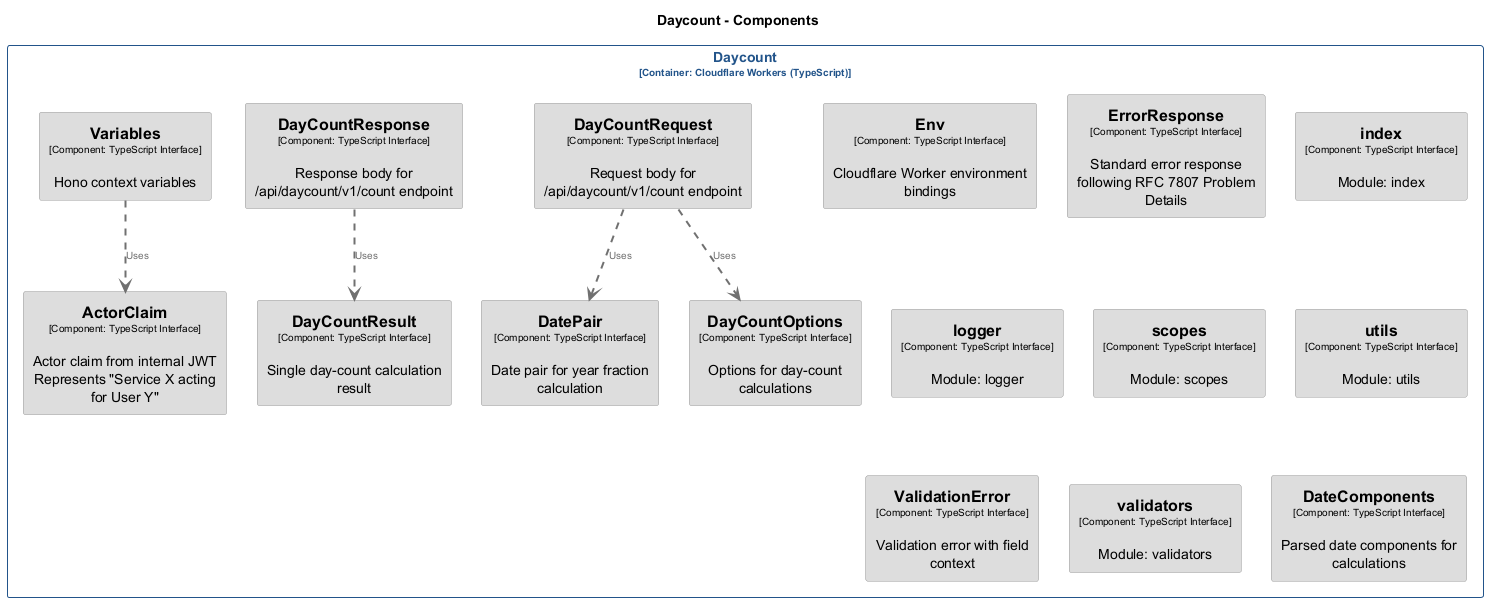 Daycount - Components
Daycount
[Container: Cloudflare Workers (TypeScript)]
Variables
[Component: TypeScript Interface]
Hono context variables
DayCountResponse
[Component: TypeScript Interface]
Response body for
/api/daycount/v1/count endpoint
DayCountRequest
[Component: TypeScript Interface]
Request body for
/api/daycount/v1/count endpoint
Env
[Component: TypeScript Interface]
Cloudflare Worker environment
bindings
ErrorResponse
[Component: TypeScript Interface]
Standard error response
following RFC 7807 Problem
Details
index
[Component: TypeScript Interface]
Module: index
Uses
Uses
Uses
Uses
ActorClaim
[Component: TypeScript Interface]
Actor claim from internal JWT
Represents "Service X acting
for User Y"
DayCountResult
[Component: TypeScript Interface]
Single day-count calculation
result
DatePair
[Component: TypeScript Interface]
Date pair for year fraction
calculation
DayCountOptions
[Component: TypeScript Interface]
Options for day-count
calculations
logger
[Component: TypeScript Interface]
Module: logger
scopes
[Component: TypeScript Interface]
Module: scopes
utils
[Component: TypeScript Interface]
Module: utils
ValidationError
[Component: TypeScript Interface]
Validation error with field
context
validators
[Component: TypeScript Interface]
Module: validators
DateComponents
[Component: TypeScript Interface]
Parsed date components for
calculations